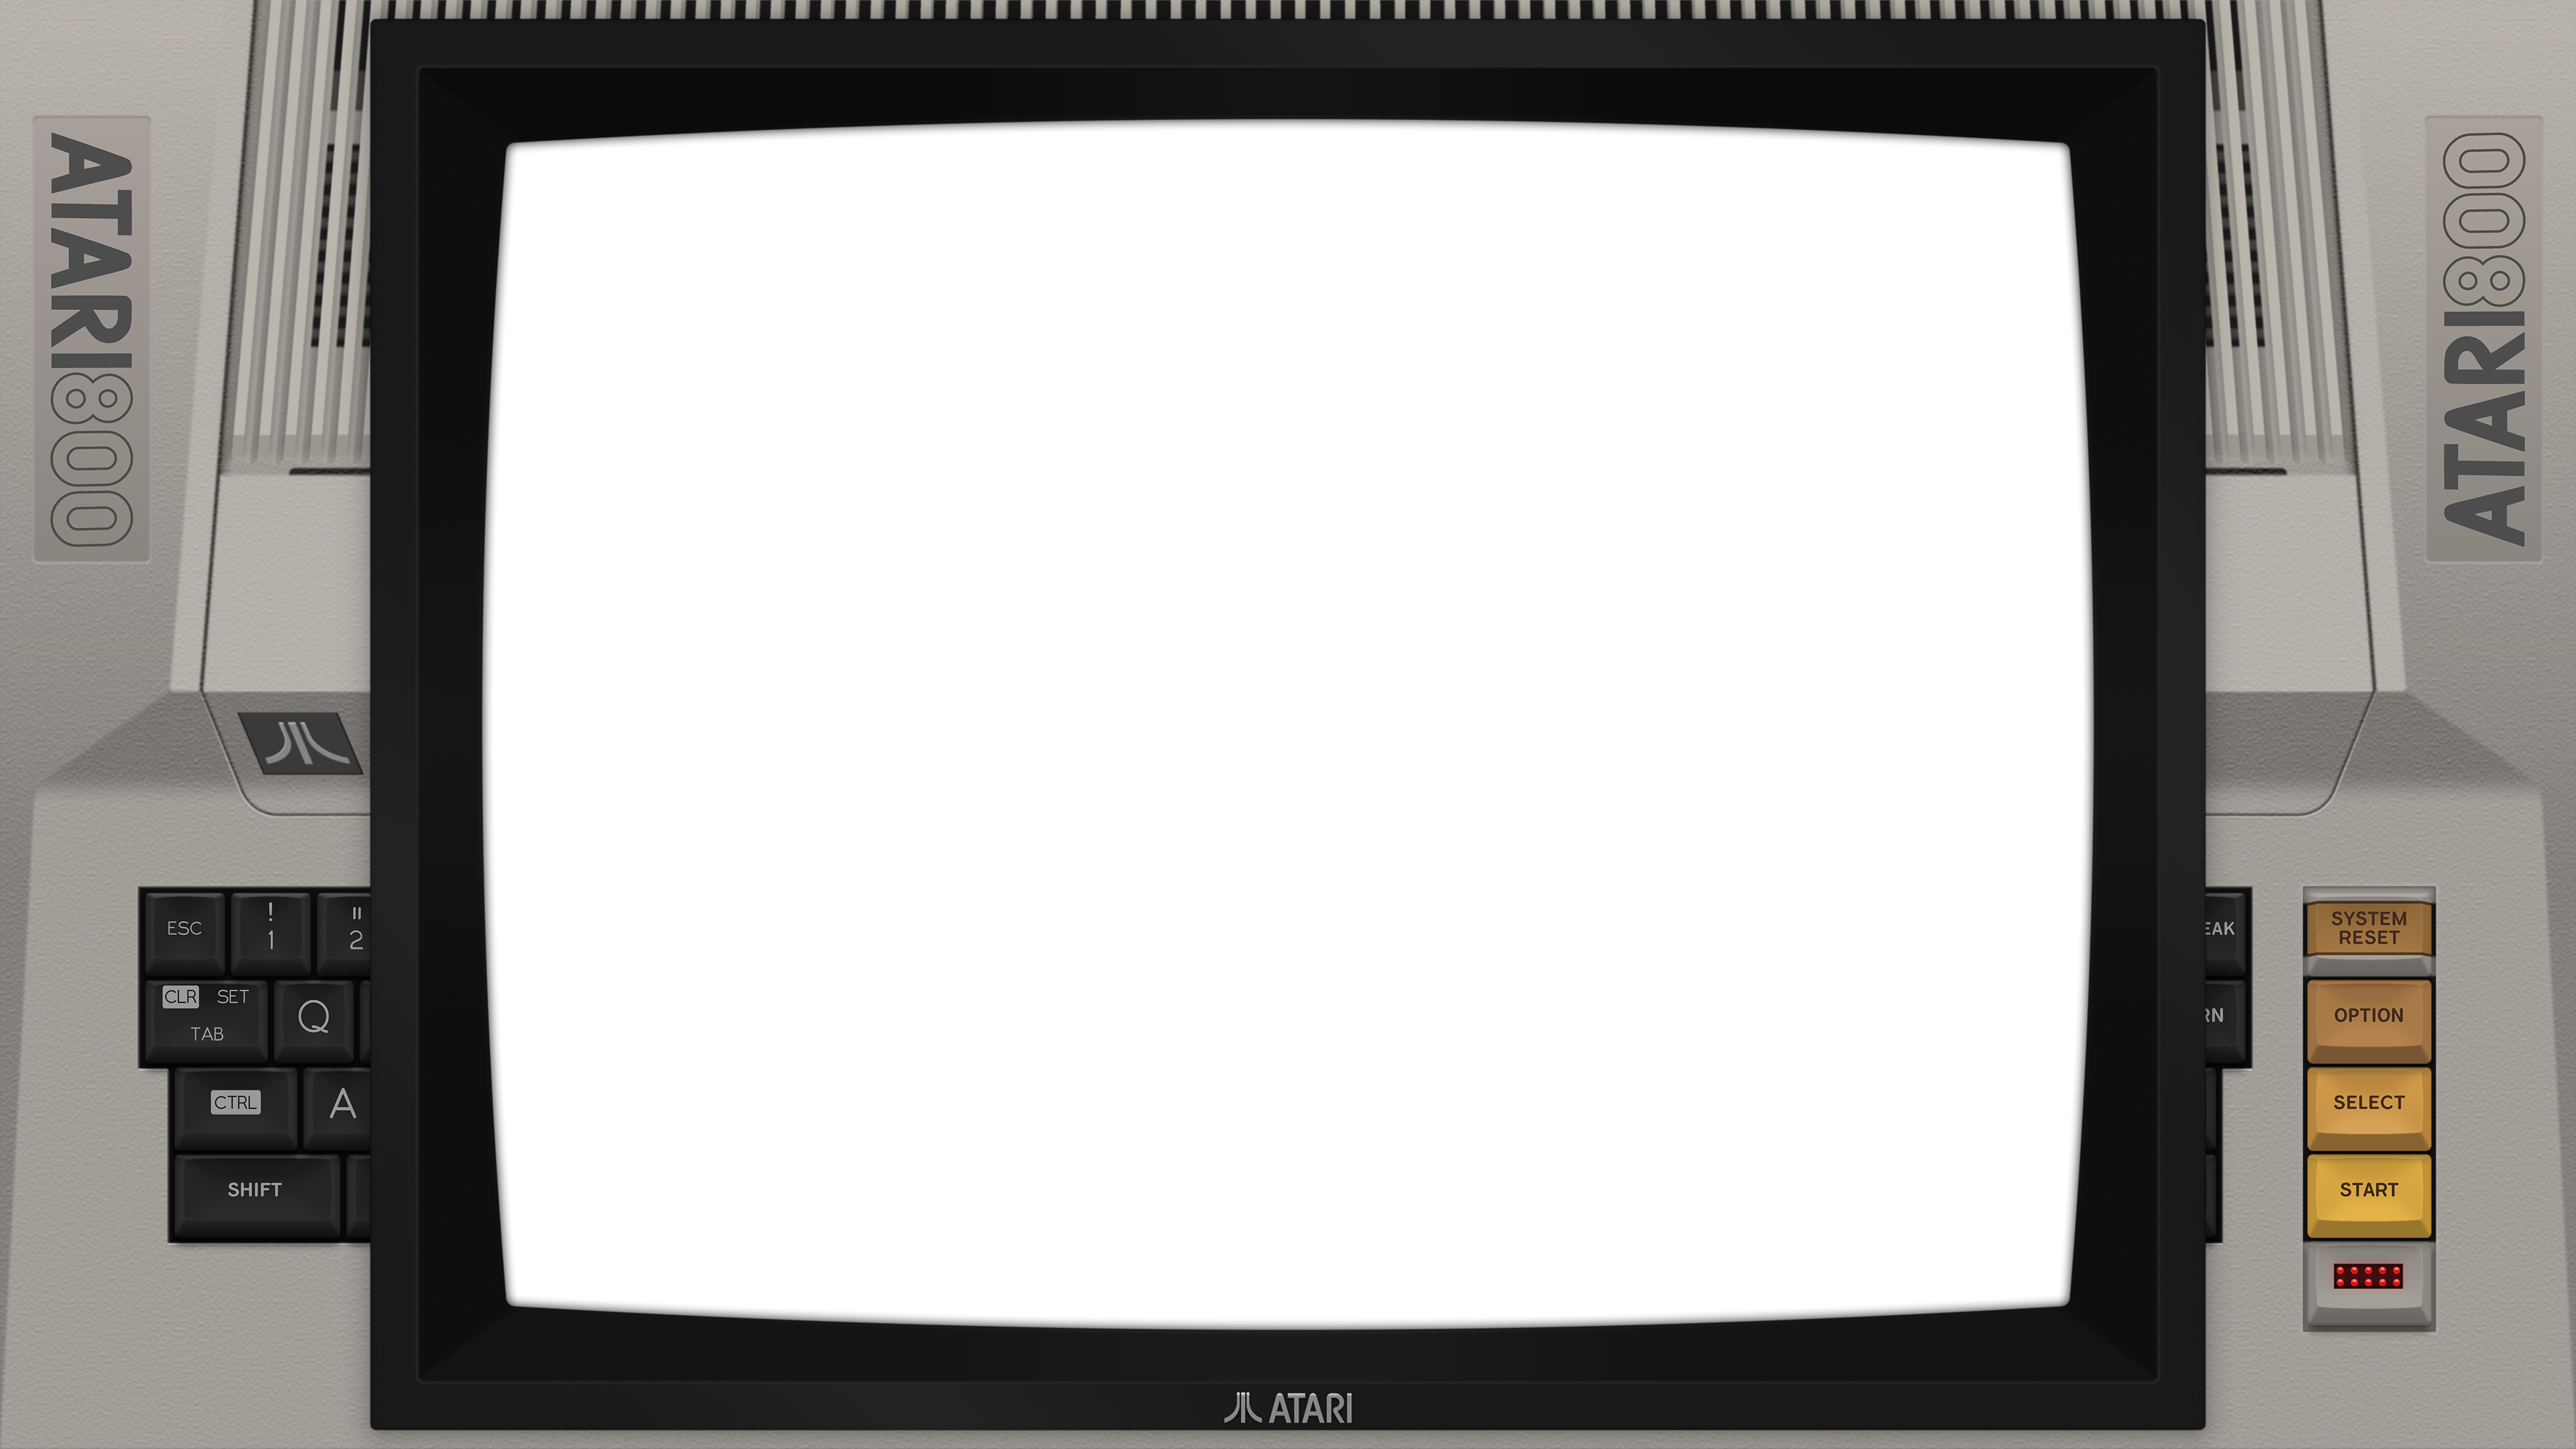 ATARI800
ATARI800
ESC
!
1
"
2
EAK
SYSTEM
RESET
CLR SET
TAB
Q
RN
OPTION
CTRL
A
SELECT
SHIFT
START
ATARI